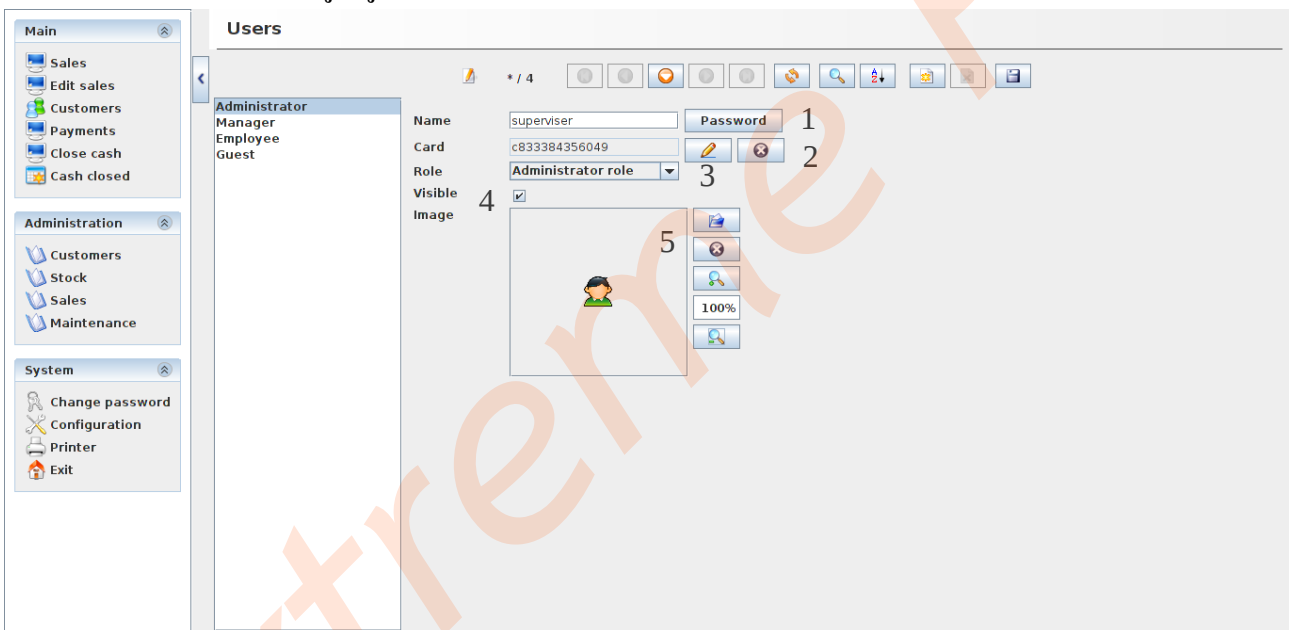 Main
Sales
Edit sales
Customers
Payments
Close cash
Cash closed
Administration
Customers
Stock
Sales
Maintenance
System
Change password
Configuration
Printer
Exit
Users
* / 4
Administrator
Manager
Employee
Guest
Name superviser Password 1
Card c833384356049 2
Role Administrator role 3
Visible 4
Image 5
100%